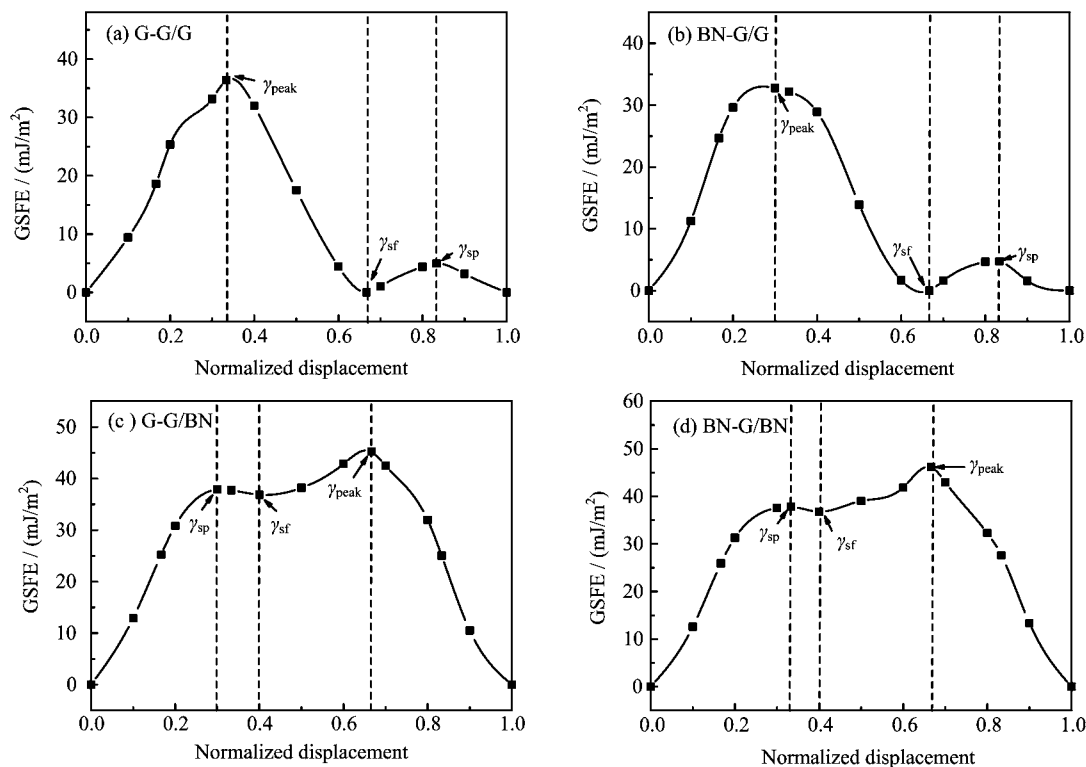 (a) G-G/G
GSFE / (mJ/m²)
40
30
20
10
0
γpeak
γsf
γsp
0.0 0.2 0.4 0.6 0.8 1.0
Normalized displacement
(b) BN-G/G
GSFE / (mJ/m²)
40
30
20
10
0
γpeak
γsf
γsp
0.0 0.2 0.4 0.6 0.8 1.0
Normalized displacement
(c ) G-G/BN
GSFE / (mJ/m²)
50
40
30
20
10
0
γsp
γsf
γpeak
0.0 0.2 0.4 0.6 0.8 1.0
Normalized displacement
(d) BN-G/BN
GSFE / (mJ/m²)
60
50
40
30
20
10
0
γsp
γsf
γpeak
0.0 0.2 0.4 0.6 0.8 1.0
Normalized displacement